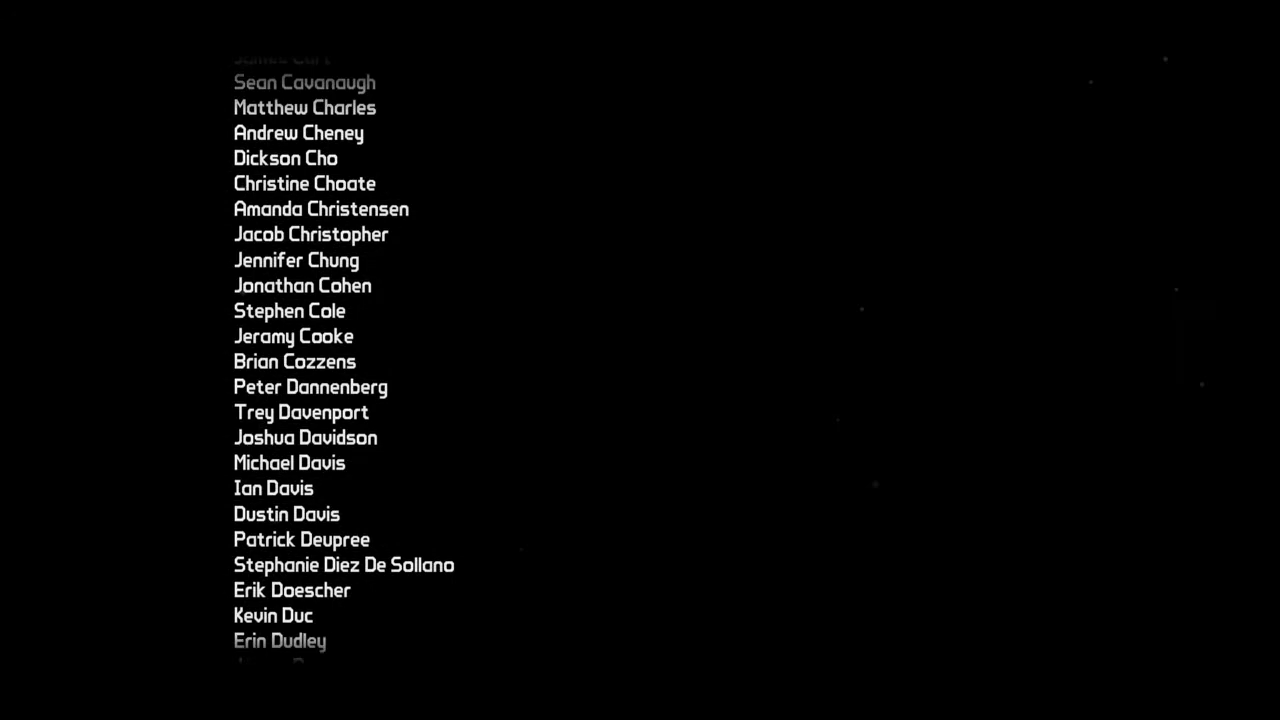 Sean Cavanaugh
Matthew Charles
Andrew Cheney
Dickson Cho
Christine Choate
Amanda Christensen
Jacob Christopher
Jennifer Chung
Jonathan Cohen
Stephen Cole
Jeramy Cooke
Brian Cozzens
Peter Dannenberg
Trey Davenport
Joshua Davidson
Michael Davis
Ian Davis
Dustin Davis
Patrick Deupree
Stephanie Diez De Sollano
Erik Doescher
Kevin Duc
Erin Dudley